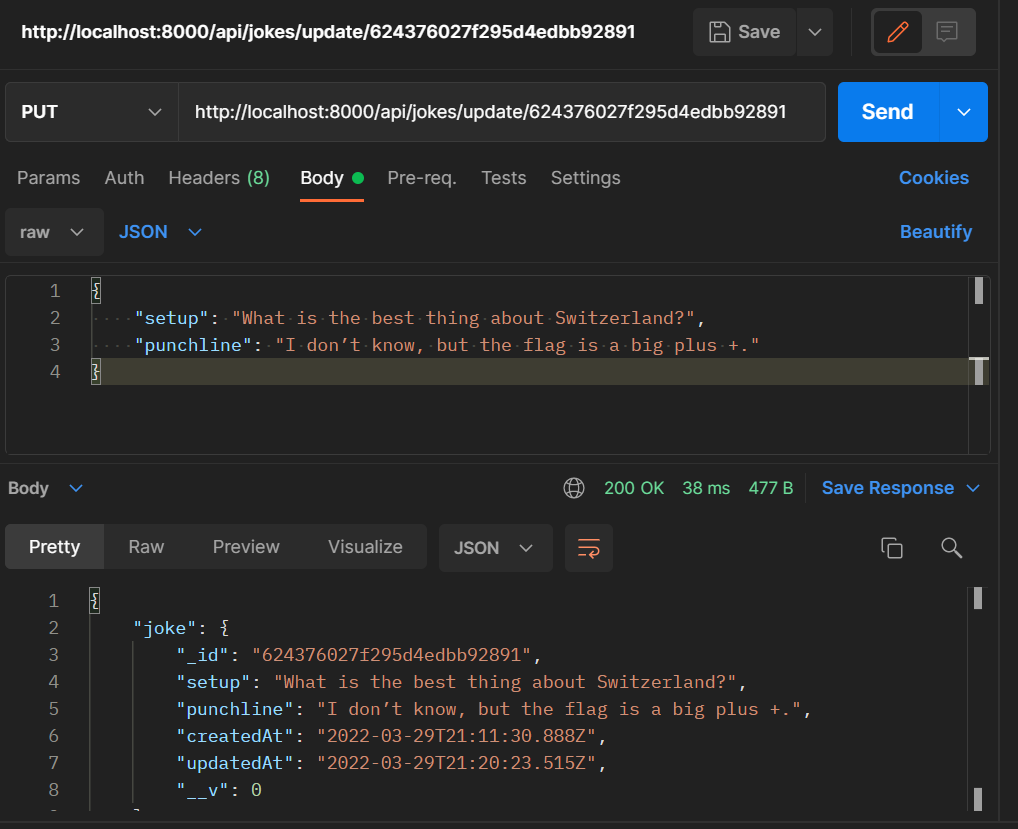 http://localhost:8000/api/jokes/update/624376027f295d4edbb92891 Save
PUT http://localhost:8000/api/jokes/update/624376027f295d4edbb92891 Send
Params Auth Headers (8) Body Pre-req. Tests Settings Cookies
raw JSON Beautify
1 {
2 "setup": "What is the best thing about Switzerland?",
3 "punchline": "I don’t know, but the flag is a big plus +."
4 }
Body 200 OK 38 ms 477 B Save Response
Pretty Raw Preview Visualize JSON
1 {
2 "joke": {
3 "_id": "624376027f295d4edbb92891",
4 "setup": "What is the best thing about Switzerland?",
5 "punchline": "I don’t know, but the flag is a big plus +.",
6 "createdAt": "2022-03-29T21:11:30.888Z",
7 "updatedAt": "2022-03-29T21:20:23.515Z",
8 "__v": 0